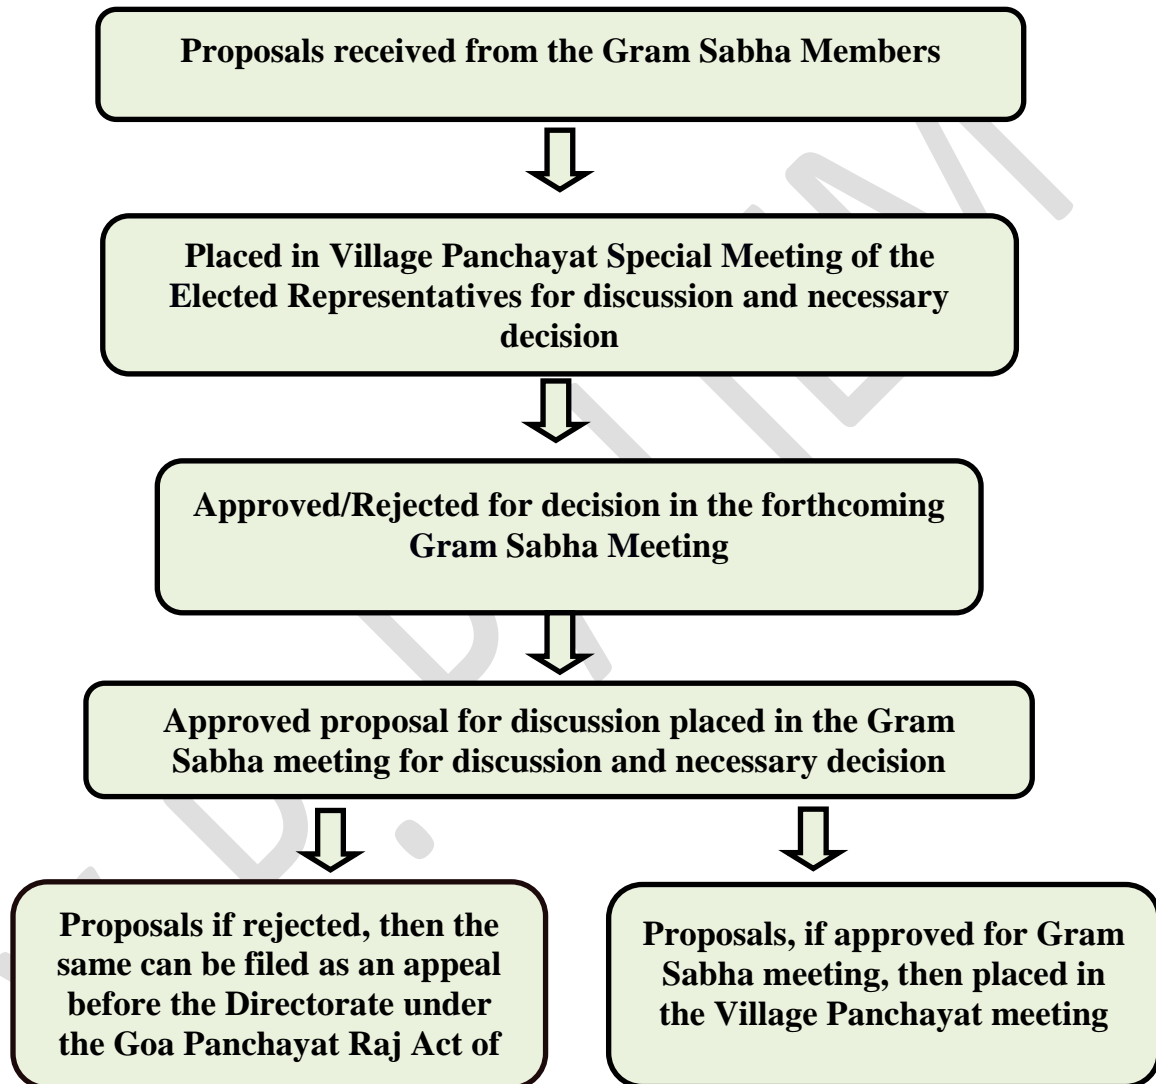 Proposals received from the Gram Sabha Members
Placed in Village Panchayat Special Meeting of the
Elected Representatives for discussion and necessary
decision
Approved/Rejected for decision in the forthcoming
Gram Sabha Meeting
Approved proposal for discussion placed in the Gram
Sabha meeting for discussion and necessary decision
Proposals if rejected, then the
same can be filed as an appeal
before the Directorate under
the Goa Panchayat Raj Act of
Proposals, if approved for Gram
Sabha meeting, then placed in
the Village Panchayat meeting